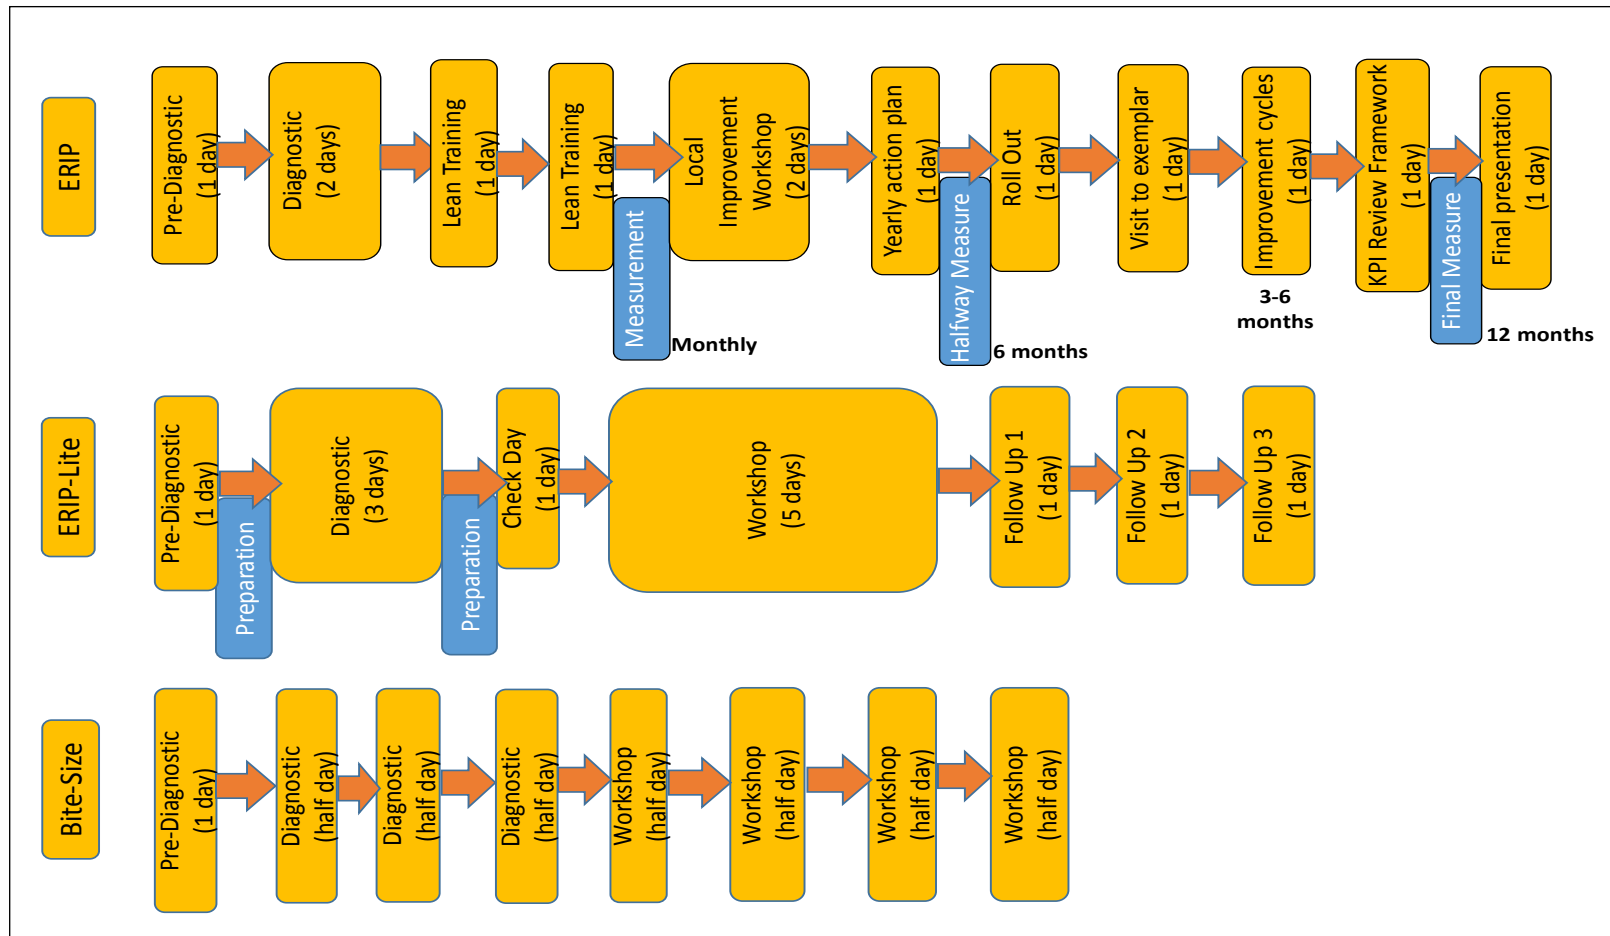 ERIP
Pre-Diagnostic
(1 day)
Diagnostic
(2 days)
Lean Training
(1 day)
Lean Training
(1 day)
Measurement
Monthly
Local
Improvement
Workshop
(2 days)
Yearly action plan
(1 day)
Halfway Measure
6 months
Roll Out
(1 day)
Visit to exemplar
(1 day)
Improvement cycles
(1 day)
3-6
months
KPI Review Framework
(1 day)
Final Measure
12 months
Final presentation
(1 day)
ERIP-Lite
Pre-Diagnostic
(1 day)
Preparation
Diagnostic
(3 days)
Preparation
Check Day
(1 day)
Workshop
(5 days)
Follow Up 1
(1 day)
Follow Up 2
(1 day)
Follow Up 3
(1 day)
Bite-Size
Pre-Diagnostic
(1 day)
Diagnostic
(half day)
Diagnostic
(half day)
Diagnostic
(half day)
Workshop
(half day)
Workshop
(half day)
Workshop
(half day)
Workshop
(half day)